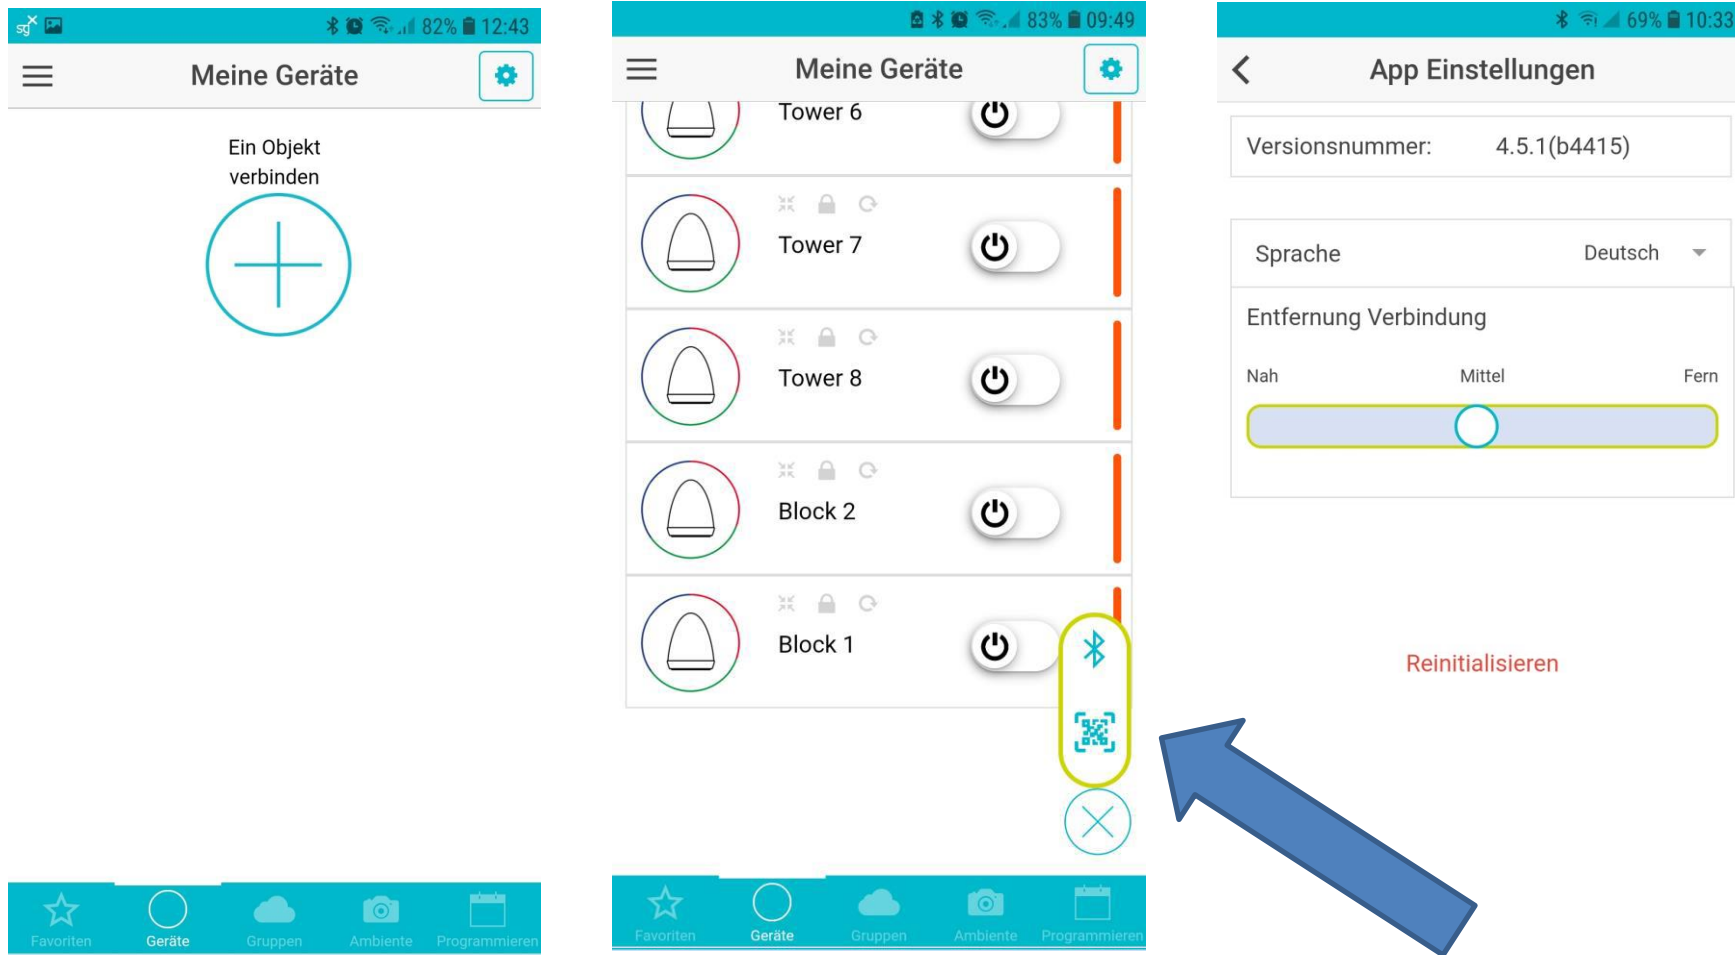 sg 82% 12:43
Meine Geräte
Ein Objekt
verbinden
Favoriten Geräte Gruppen Ambiente Programmieren
83% 09:49
Meine Geräte
Tower 6
Tower 7
Tower 8
Block 2
Block 1
Favoriten Geräte Gruppen Ambiente Programmieren
69% 10:33
App Einstellungen
Versionsnummer: 4.5.1(b4415)
Sprache Deutsch
Entfernung Verbindung
Nah Mittel Fern
Reinitialisieren